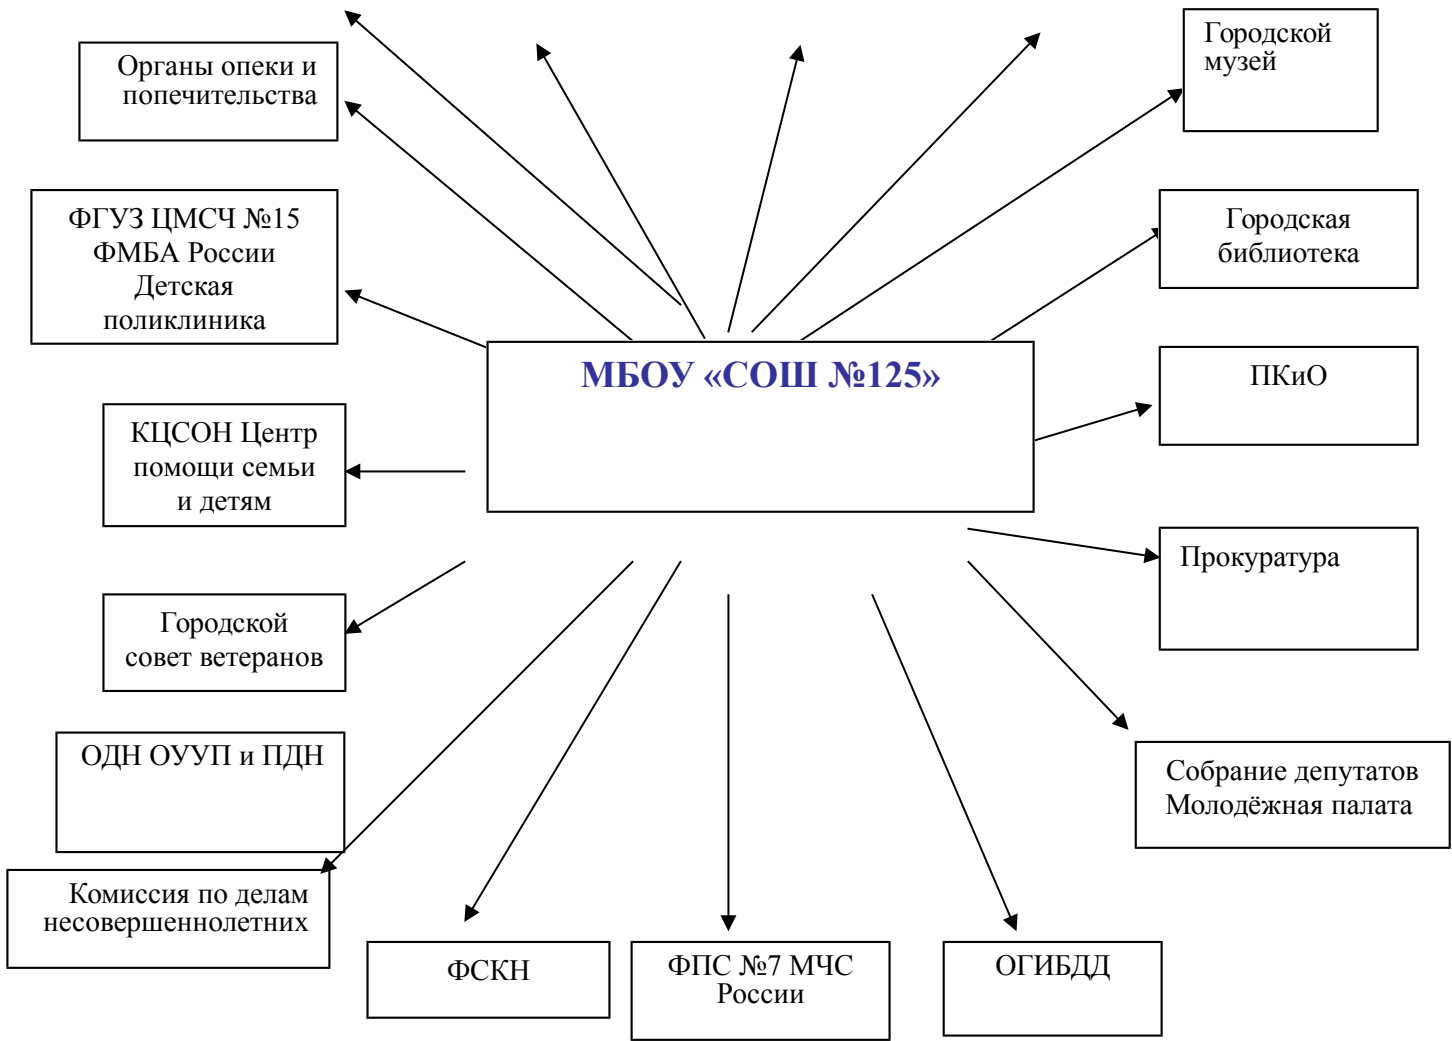 Городской
музей
Органы опеки и
попечительства
ФГУЗ ЦМСЧ №15
ФМБА России
Детская
поликлиника
Городская
библиотека
МБОУ «СОШ №125»
ПКиО
КЦСОН Центр
помощи семьи
и детям
Прокуратура
Городской
совет ветеранов
ОДН ОУУП и ПДН
Собрание депутатов
Молодёжная палата
Комиссия по делам
несовершеннолетних
ФСКН
ФПС №7 МЧС
России
ОГИБДД